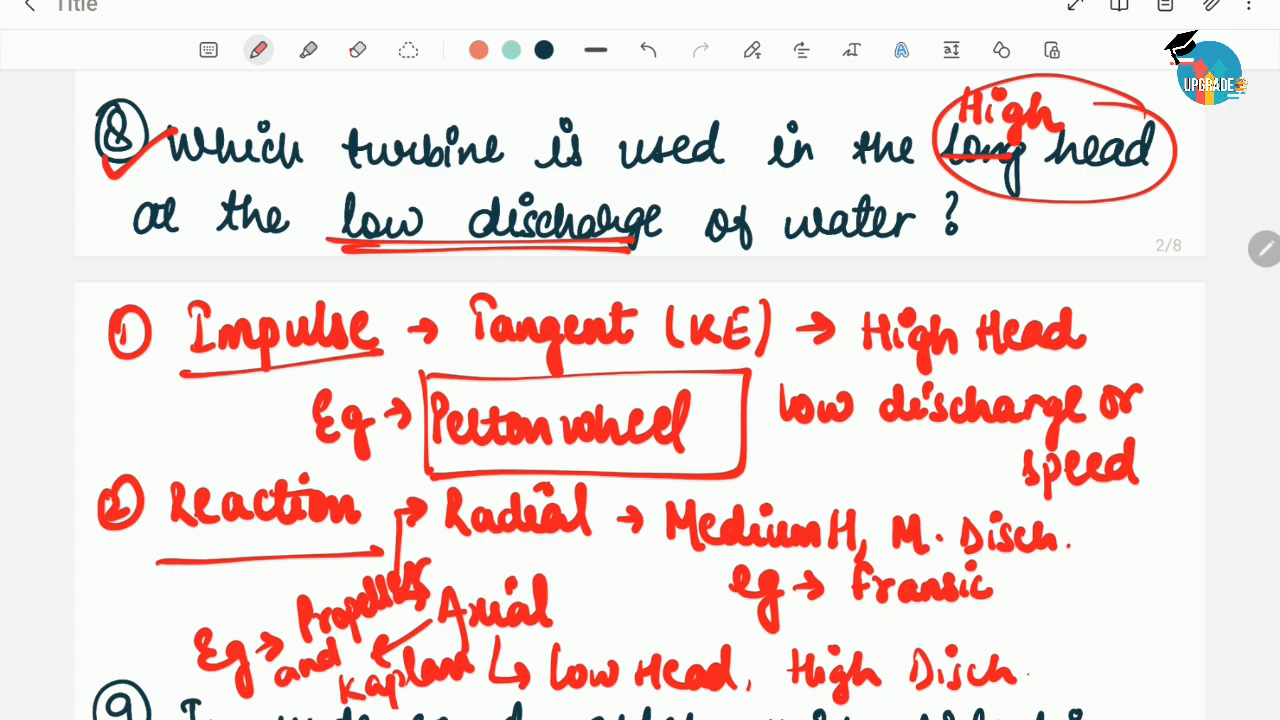 Title
UPGRADE
High
⑧ Which turbine is used in the long head
at the low discharge of water ?
2/8
① Impulse → Tangent (KE) → High Head
Eg → Pelton wheel low discharge or
speed
② Reaction → Radial → Medium H, M. Disch.
eg → Fransic
Eg → Propeller Axial
and Kaplan ↳ Low Head, High Disch.
⑨